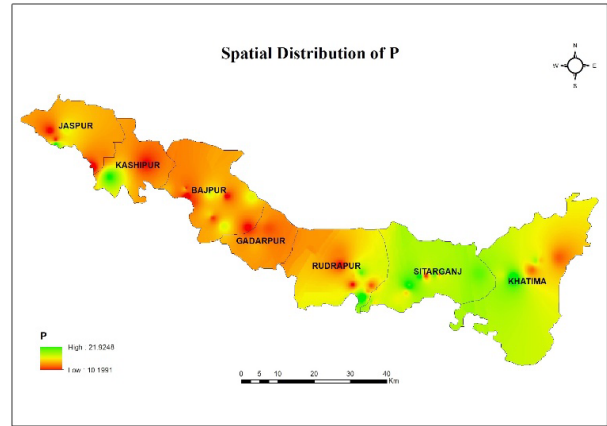 Spatial Distribution of P
N
W E
S
JASPUR
KASHIPUR
BAJPUR
GADARPUR
RUDRAPUR
SITARGANJ
KHATIMA
P
High : 21.9248
Low : 10.1991
0 5 10 20 30 40
Km